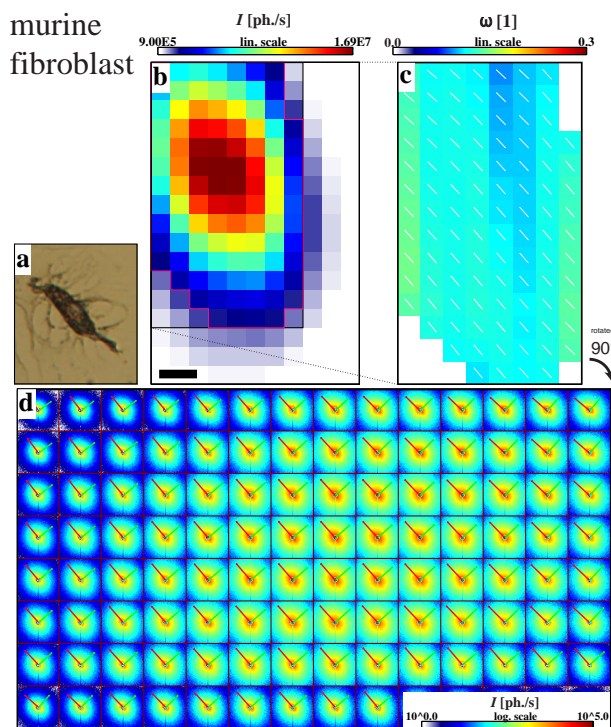 murine
fibroblast
I [ph./s]
9.00E5 lin. scale 1.69E7
ω [1]
0.0 lin. scale 0.3
a
b
c
rotated
90
d
I [ph./s]
10^0.0 log. scale 10^5.0